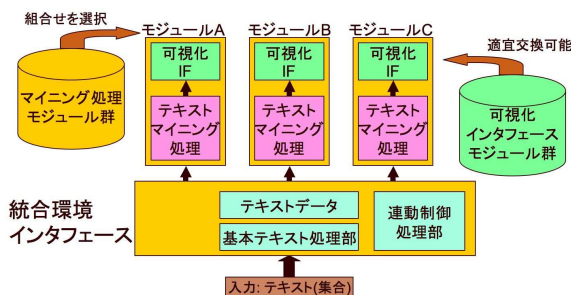 組合せを選択
モジュールA
モジュールB
モジュールC
適宜交換可能
可視化
IF
可視化
IF
可視化
IF
マイニング処理
モジュール群
テキスト
マイニング
処理
テキスト
マイニング
処理
テキスト
マイニング
処理
可視化
インタフェース
モジュール群
統合環境
インタフェース
テキストデータ
基本テキスト処理部
連動制御
処理部
入力: テキスト(集合)